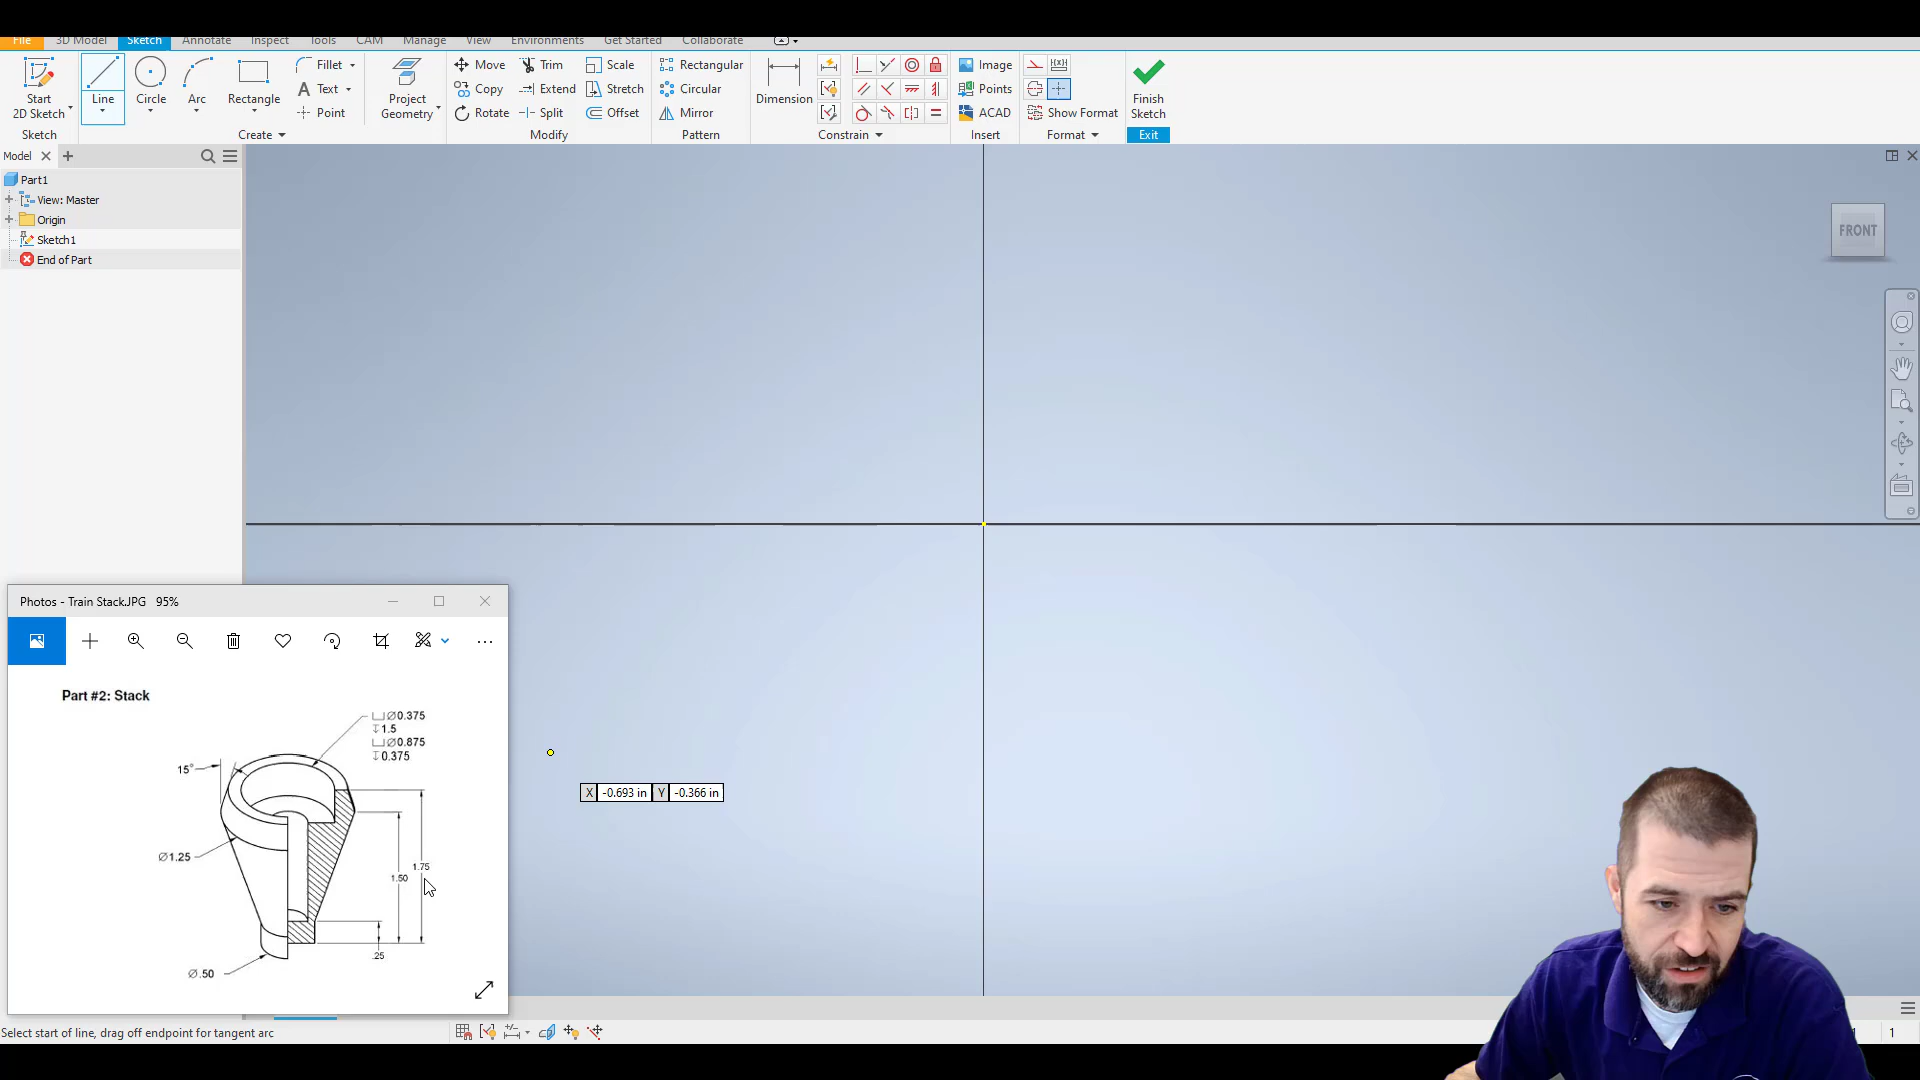 File 3D Model Sketch Annotate Inspect Tools CAM Manage View Environments Get Started Collaborate
Start 2D Sketch
Line
Circle
Arc
Rectangle
Fillet
Text
Point
Project Geometry
Move
Copy
Rotate
Trim
Extend
Split
Scale
Stretch
Offset
Rectangular
Circular
Mirror
Dimension
Image
Points
ACAD
Show Format
Finish Sketch
Sketch
Create
Modify
Pattern
Constrain
Insert
Format
Exit
Model
Part1
View: Master
Origin
Sketch1
End of Part
FRONT
X -0.693 in Y -0.366 in
Photos - Train Stack.JPG 95%
Part #2: Stack
⌴∅0.375
↧1.5
⌴∅0.875
↧0.375
15°
∅1.25
1.75
1.50
.25
∅.50
Select start of line, drag off endpoint for tangent arc
1